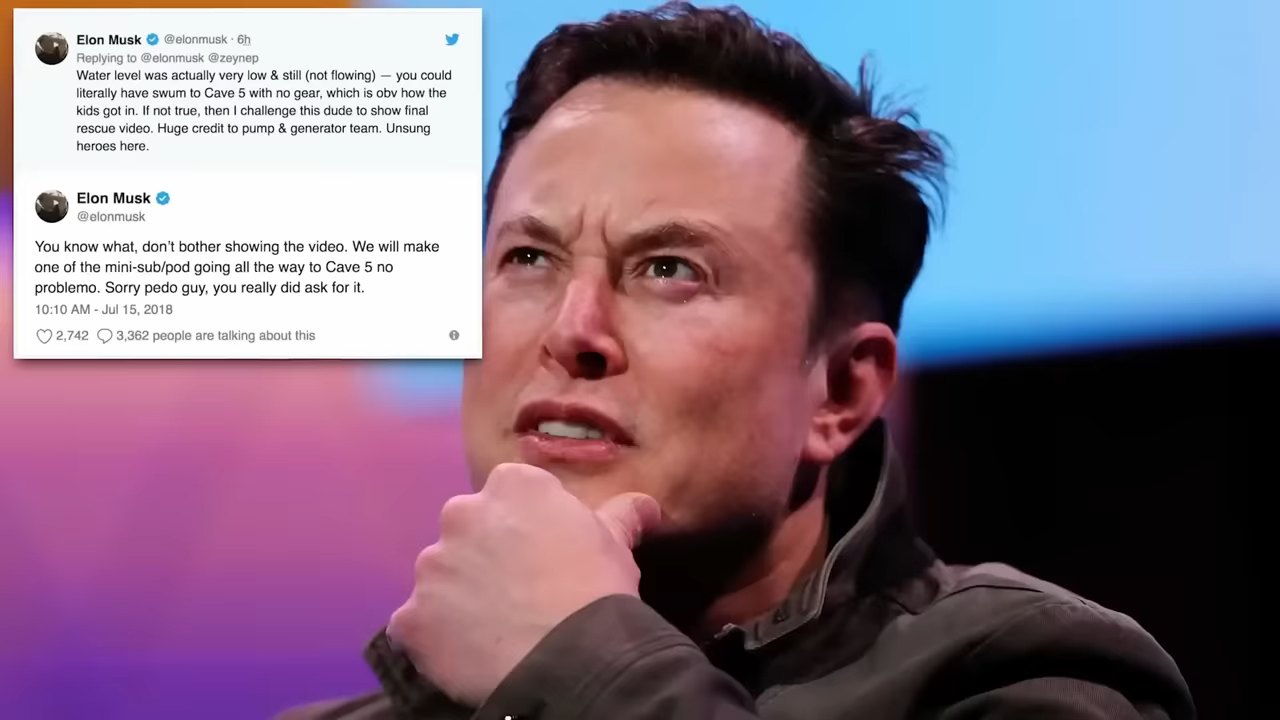 Elon Musk @elonmusk · 6h
Replying to @elonmusk @zeynep
Water level was actually very low & still (not flowing) — you could
literally have swum to Cave 5 with no gear, which is obv how the
kids got in. If not true, then I challenge this dude to show final
rescue video. Huge credit to pump & generator team. Unsung
heroes here.
Elon Musk
@elonmusk
You know what, don’t bother showing the video. We will make
one of the mini-sub/pod going all the way to Cave 5 no
problemo. Sorry pedo guy, you really did ask for it.
10:10 AM - Jul 15, 2018
2,742 3,362 people are talking about this